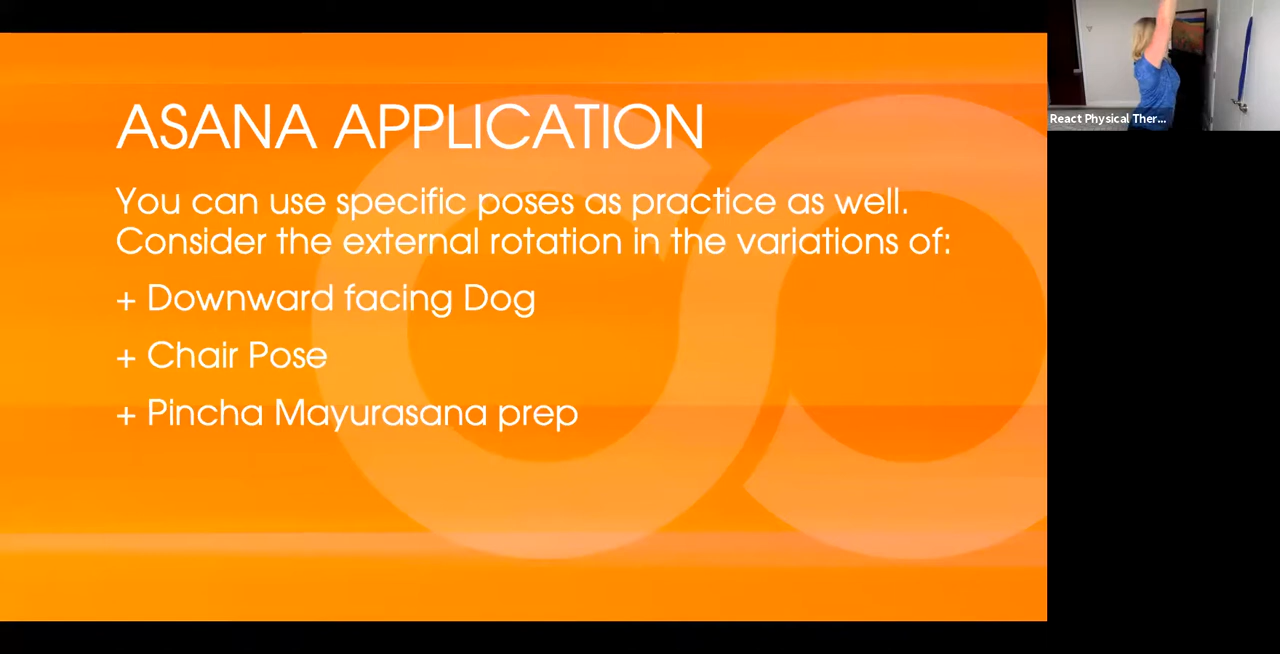 ASANA APPLICATION
You can use specific poses as practice as well.
Consider the external rotation in the variations of:
+ Downward facing Dog
+ Chair Pose
+ Pincha Mayurasana prep
React Physical Ther...